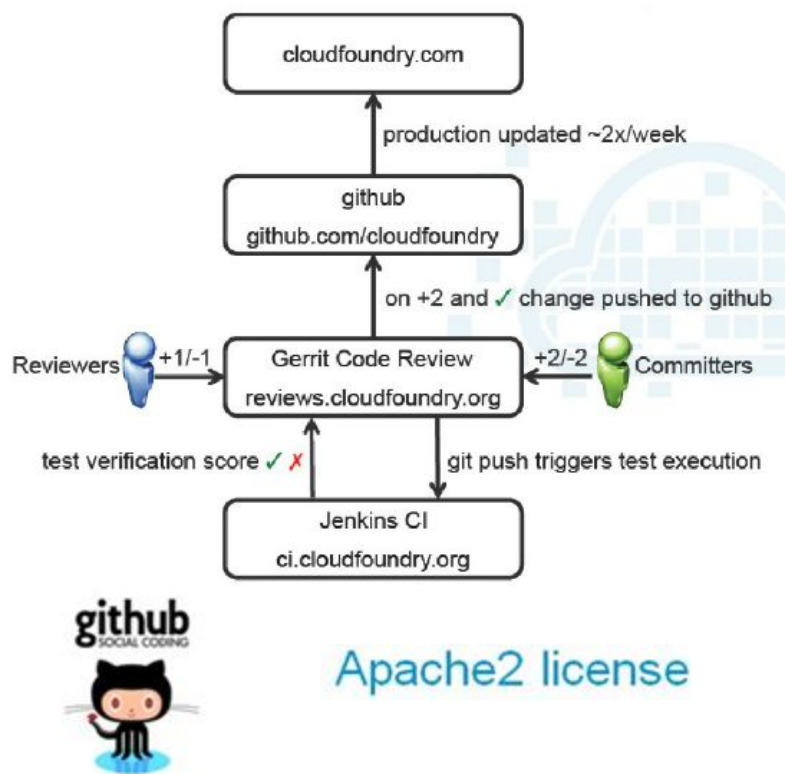 cloudfoundry.com
production updated ~2x/week
github
github.com/cloudfoundry
on +2 and ✓ change pushed to github
Reviewers
+1/-1
Gerrit Code Review
reviews.cloudfoundry.org
+2/-2
Committers
test verification score ✓ ✗
git push triggers test execution
Jenkins CI
ci.cloudfoundry.org
github
SOCIAL CODING
Apache2 license